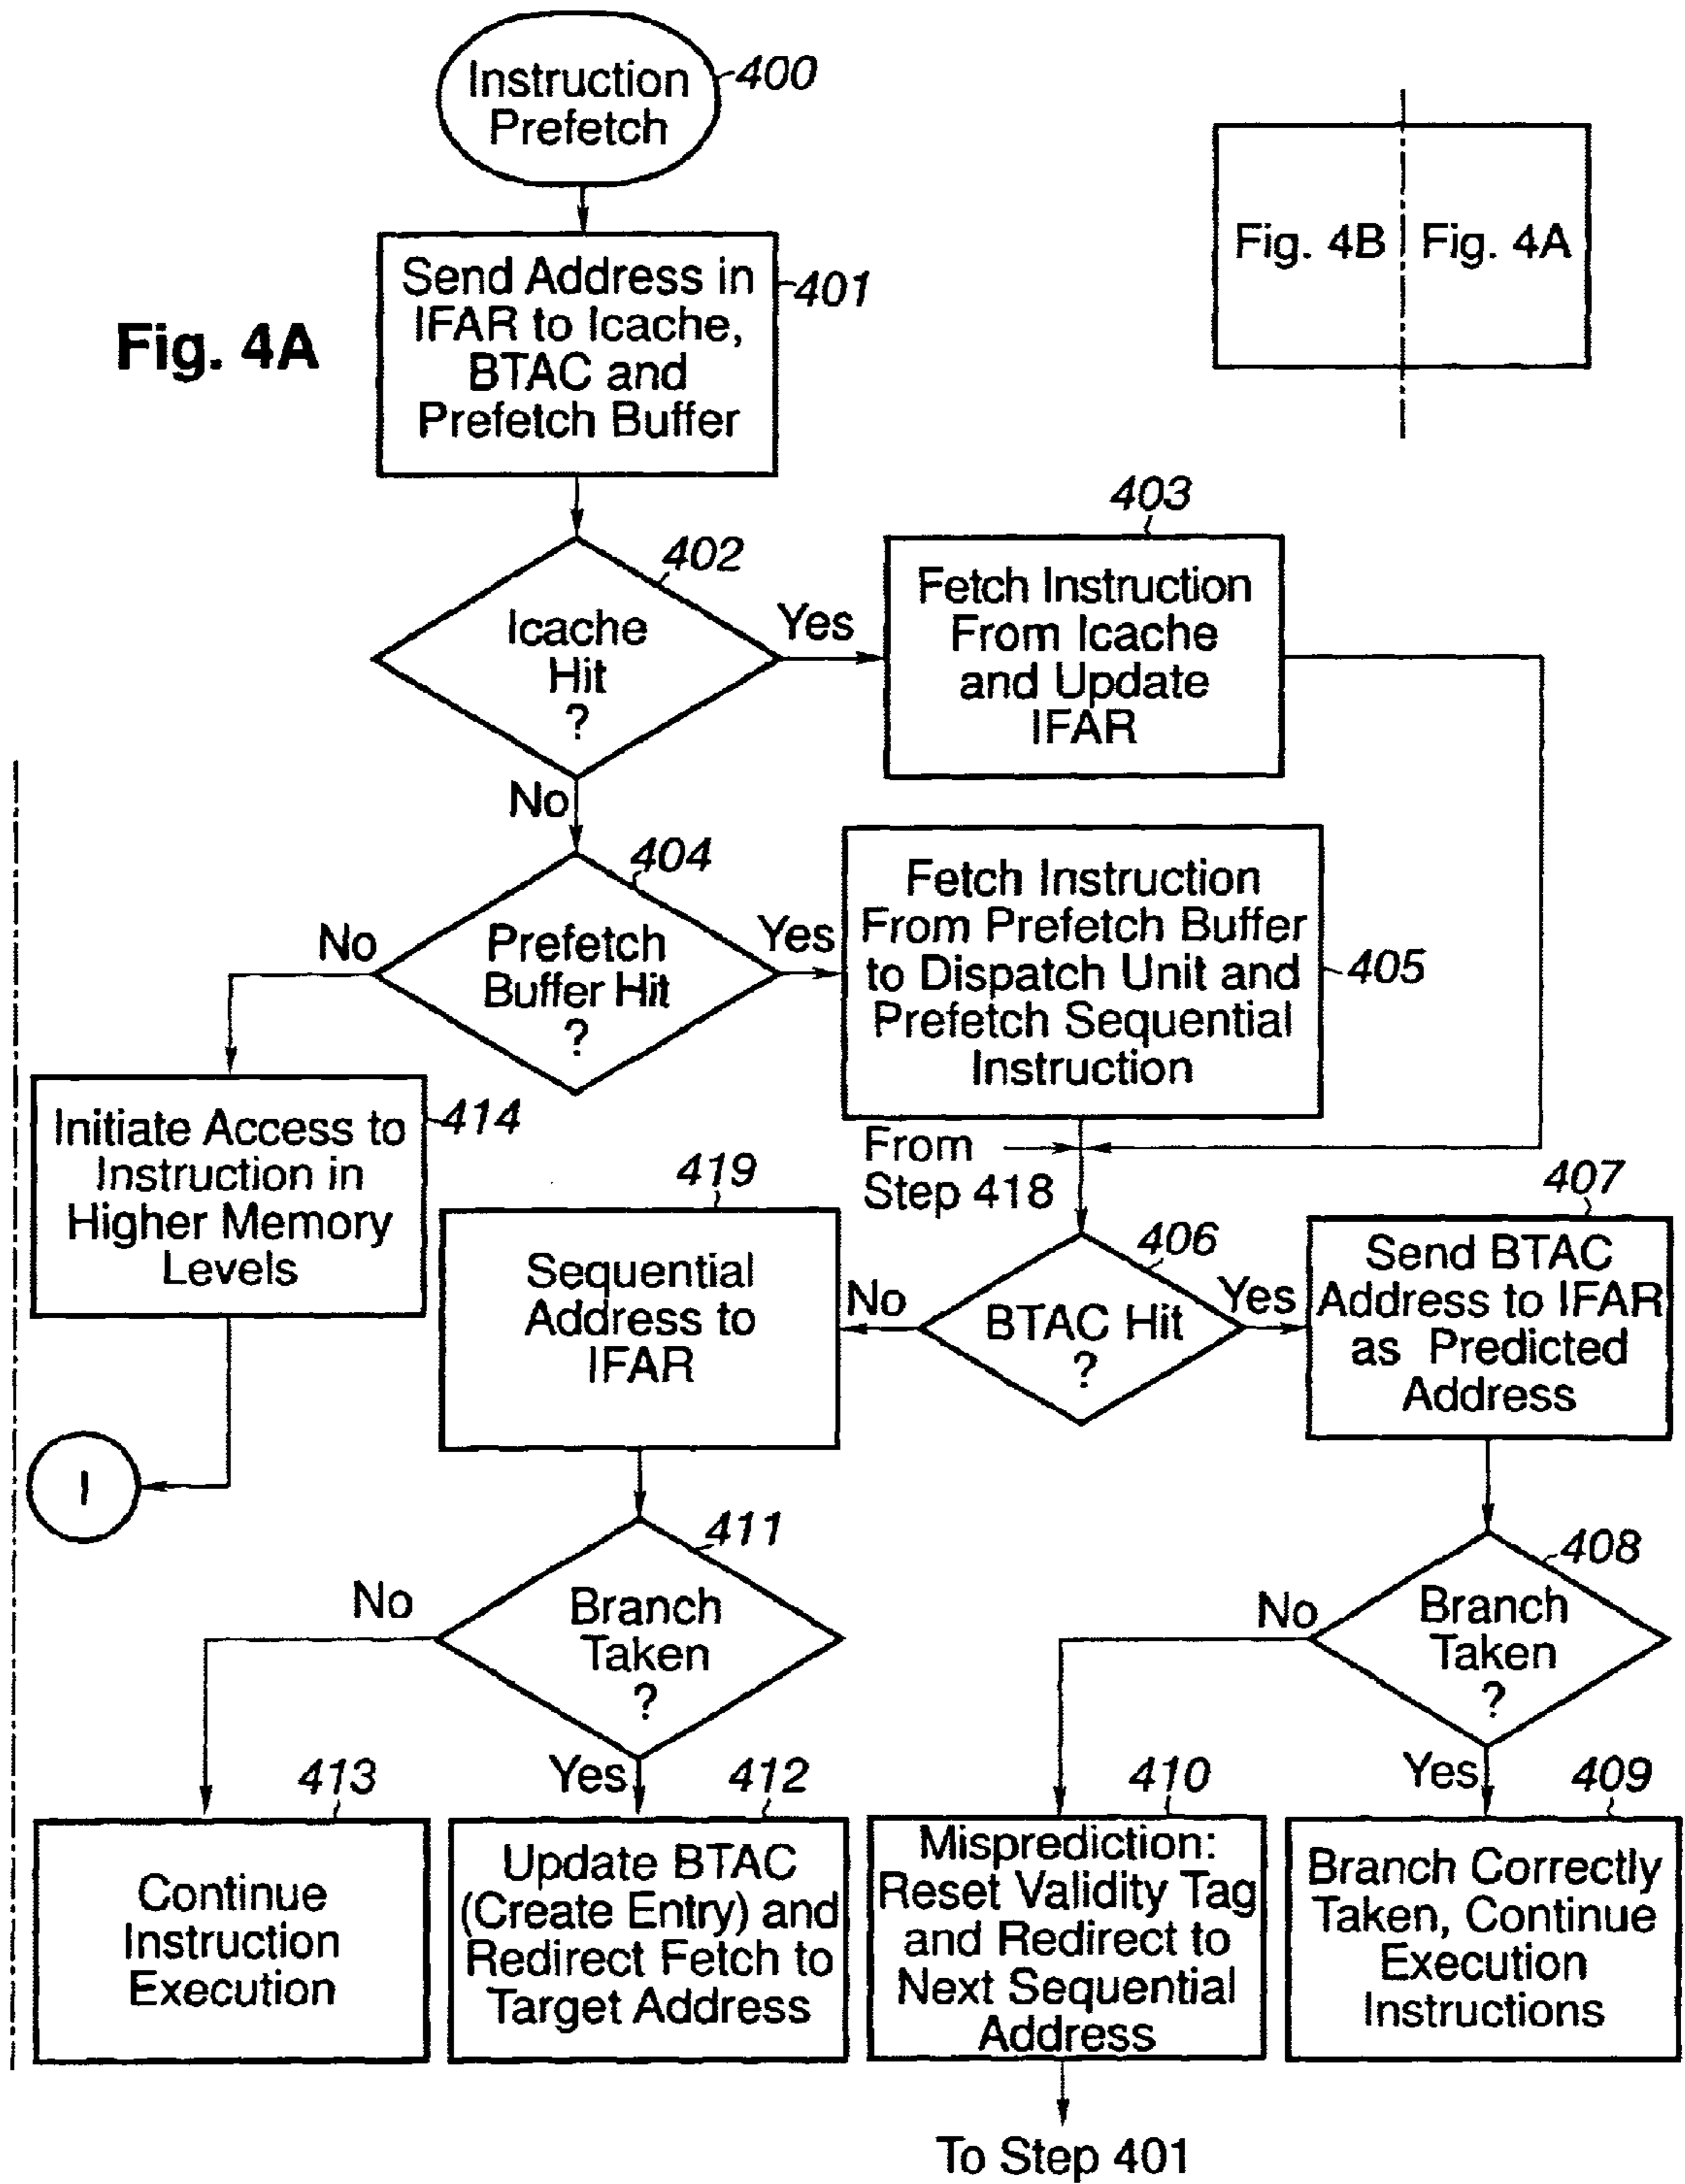 Instruction
Prefetch
400
Send Address in
IFAR to Icache,
BTAC and
Prefetch Buffer
401
Fig. 4A
Fig. 4B
Fig. 4A
402
Icache
Hit
?
Yes
No
403
Fetch Instruction
From Icache
and Update
IFAR
404
Prefetch
Buffer Hit
?
No
Yes
Fetch Instruction
From Prefetch Buffer
to Dispatch Unit and
Prefetch Sequential
Instruction
405
Initiate Access to
Instruction in
Higher Memory
Levels
414
I
From
Step 418
419
Sequential
Address to
IFAR
406
BTAC Hit
?
No
Yes
407
Send BTAC
Address to IFAR
as Predicted
Address
411
Branch
Taken
?
No
Yes
408
Branch
Taken
?
No
Yes
413
Continue
Instruction
Execution
412
Update BTAC
(Create Entry) and
Redirect Fetch to
Target Address
410
Misprediction:
Reset Validity Tag
and Redirect to
Next Sequential
Address
409
Branch Correctly
Taken, Continue
Execution
Instructions
To Step 401